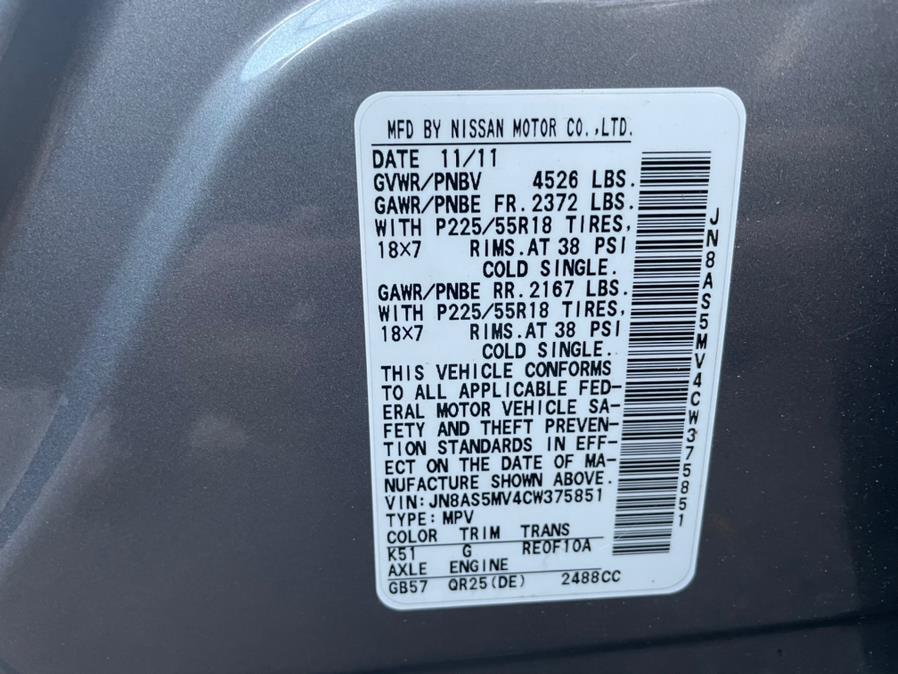 MFD BY NISSAN MOTOR CO.,LTD.
DATE 11/11
GVWR/PNBV 4526 LBS.
GAWR/PNBE FR.2372 LBS.
WITH P225/55R18 TIRES,
18X7 RIMS.AT 38 PSI
COLD SINGLE.
GAWR/PNBE RR.2167 LBS.
WITH P225/55R18 TIRES,
18X7 RIMS.AT 38 PSI
COLD SINGLE.
THIS VEHICLE CONFORMS
TO ALL APPLICABLE FED-
ERAL MOTOR VEHICLE SA-
FETY AND THEFT PREVEN-
TION STANDARDS IN EFF-
ECT ON THE DATE OF MA-
NUFACTURE SHOWN ABOVE.
VIN:JN8AS5MV4CW375851
TYPE:MPV
COLOR TRIM TRANS
K51 G RE0F10A
AXLE ENGINE
GB57 QR25(DE) 2488CC
JN8AS5MV4CW375851